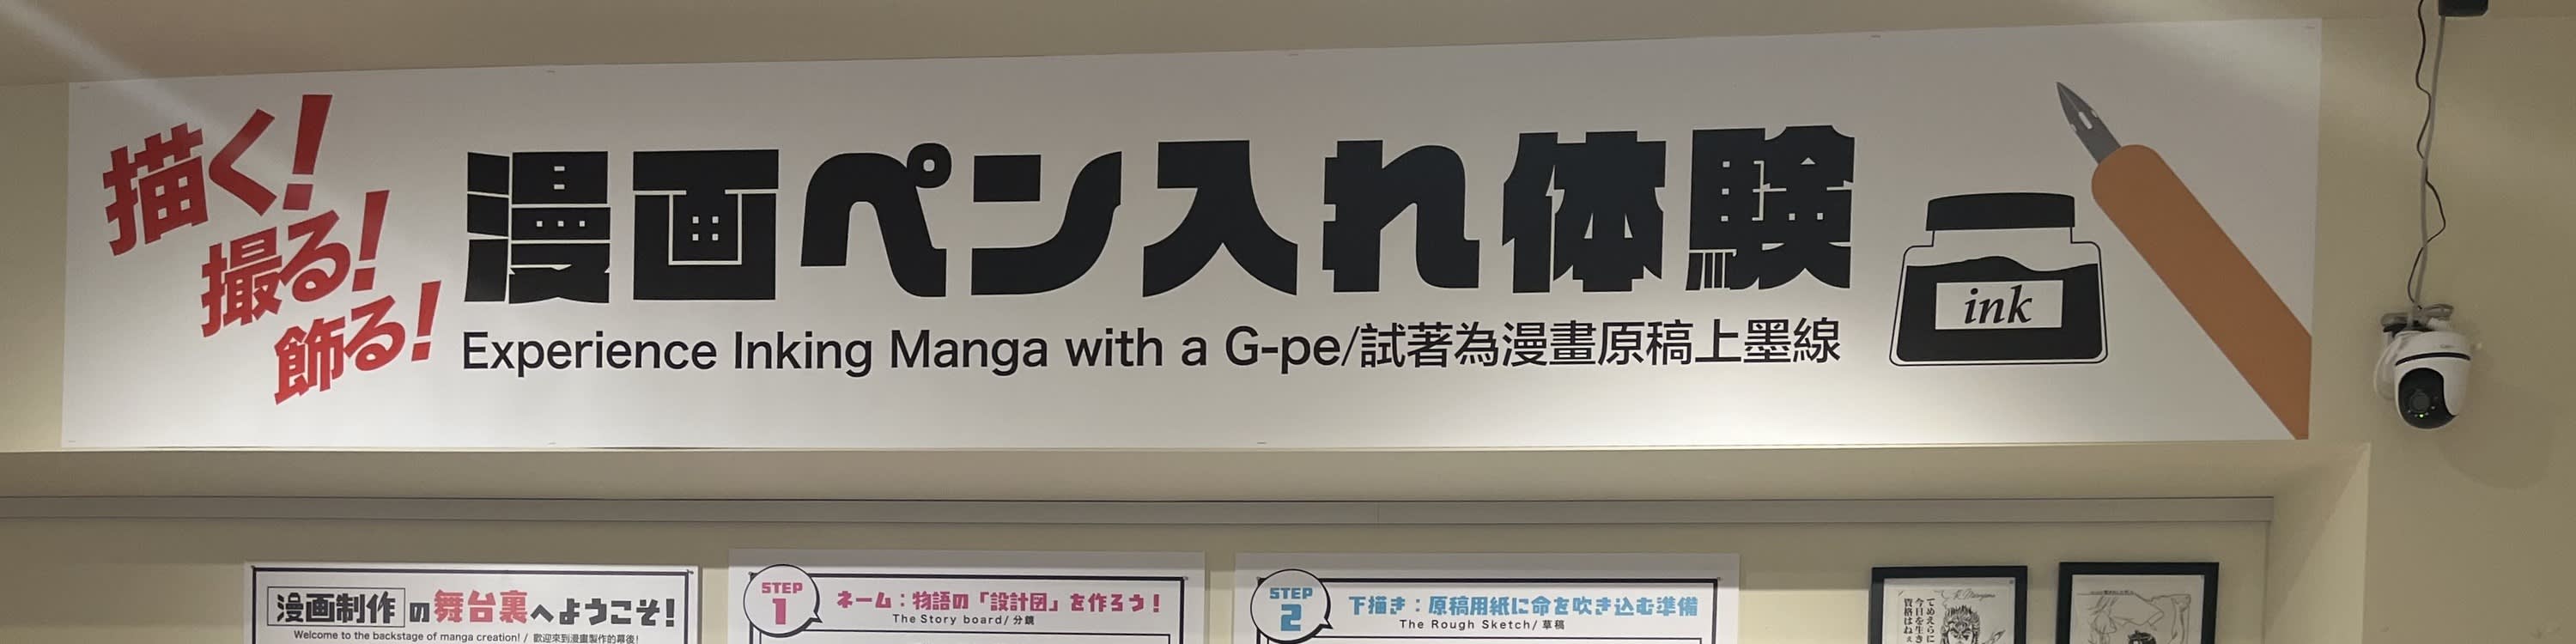 描く!
撮る!
飾る!
漫画ペン入れ体験
Experience Inking Manga with a G-pe/試著為漫畫原稿上墨線
ink
漫画制作の舞台裏へようこそ!
Welcome to the backstage of manga creation! / 歡迎來到漫畫製作的幕後!
STEP
1
ネーム:物語の「設計図」を作ろう!
The Story board/ 分鏡
STEP
2
下描き:原稿用紙に命を吹き込む準備
The Rough Sketch/ 草稿